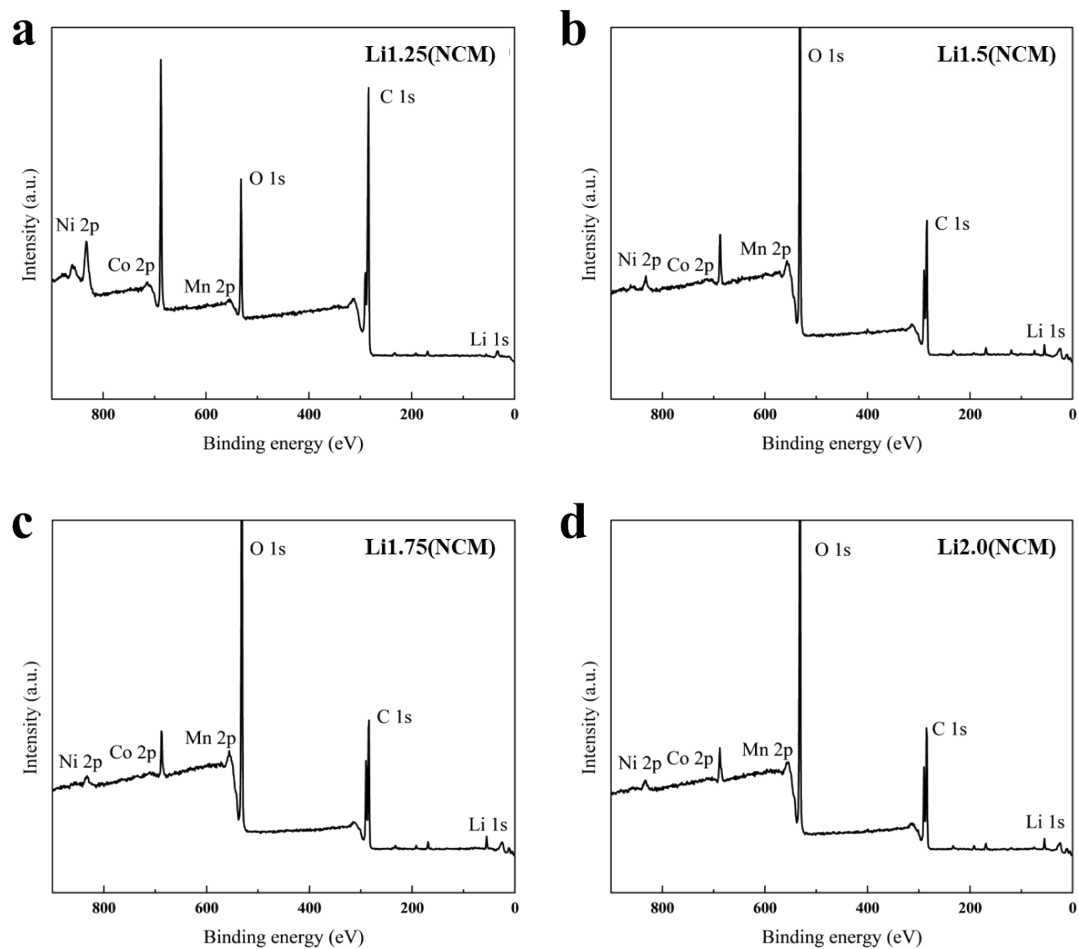 a
Li1.25(NCM)
C 1s
O 1s
Ni 2p
Co 2p
Mn 2p
Li 1s
Intensity (a.u.)
800 600 400 200 0
Binding energy (eV)
b
Li1.5(NCM)
O 1s
C 1s
Mn 2p
Ni 2p
Co 2p
Li 1s
Intensity (a.u.)
800 600 400 200 0
Binding energy (eV)
c
Li1.75(NCM)
O 1s
C 1s
Mn 2p
Co 2p
Ni 2p
Li 1s
Intensity (a.u.)
800 600 400 200 0
Binding energy (eV)
d
Li2.0(NCM)
O 1s
C 1s
Mn 2p
Co 2p
Ni 2p
Li 1s
Intensity (a.u.)
800 600 400 200 0
Binding energy (eV)